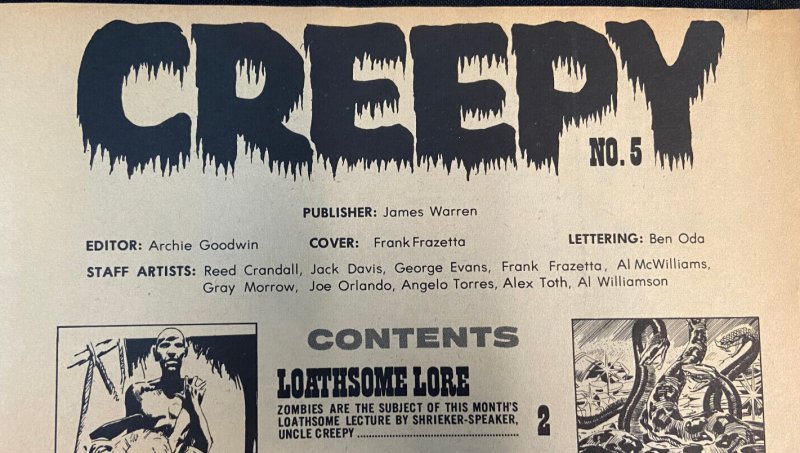 CREEPY
NO. 5
PUBLISHER: James Warren
EDITOR: Archie Goodwin COVER: Frank Frazetta LETTERING: Ben Oda
STAFF ARTISTS: Reed Crandall, Jack Davis, George Evans, Frank Frazetta, Al McWilliams,
Gray Morrow, Joe Orlando, Angelo Torres, Alex Toth, Al Williamson
CONTENTS
LOATHSOME LORE
ZOMBIES ARE THE SUBJECT OF THIS MONTH'S
LOATHSOME LECTURE BY SHRIEKER-SPEAKER,
UNCLE CREEPY .......................................... 2